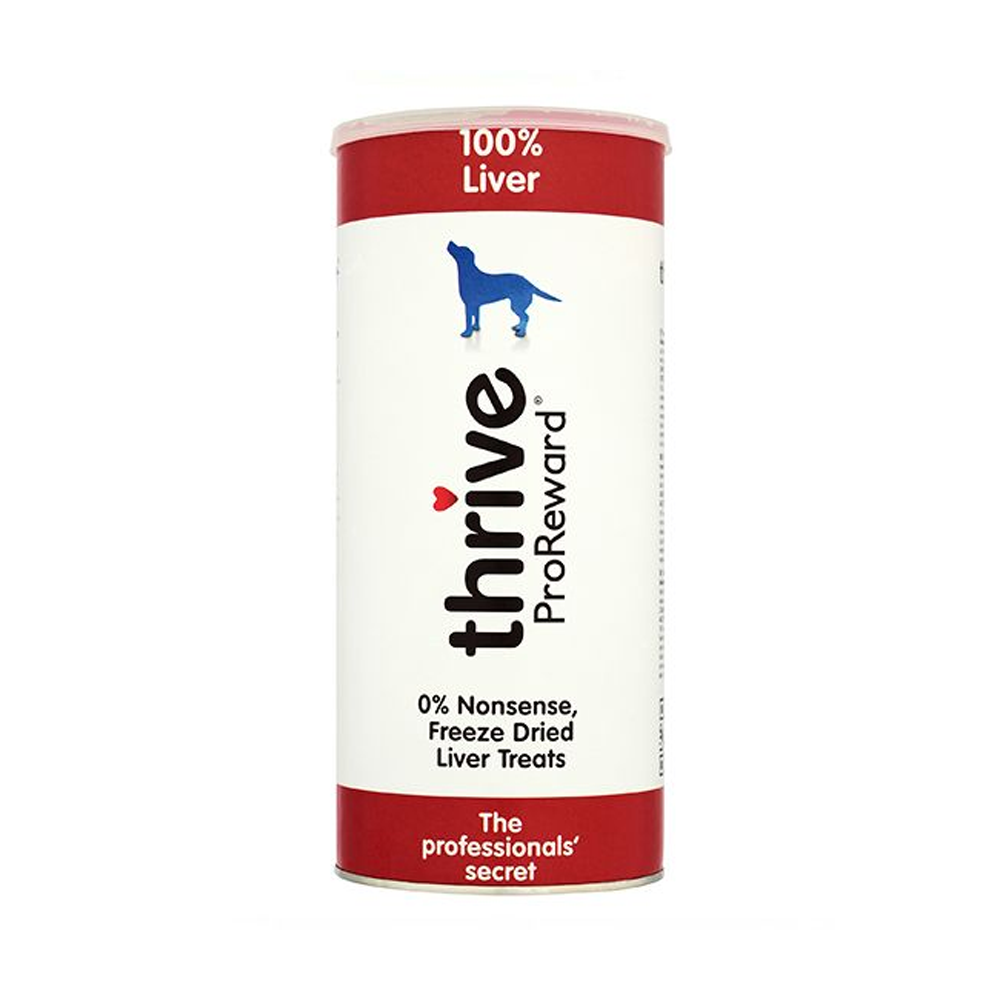 100%
Liver
thrive
ProReward®
0% Nonsense,
Freeze Dried
Liver Treats
The
professionals'
secret